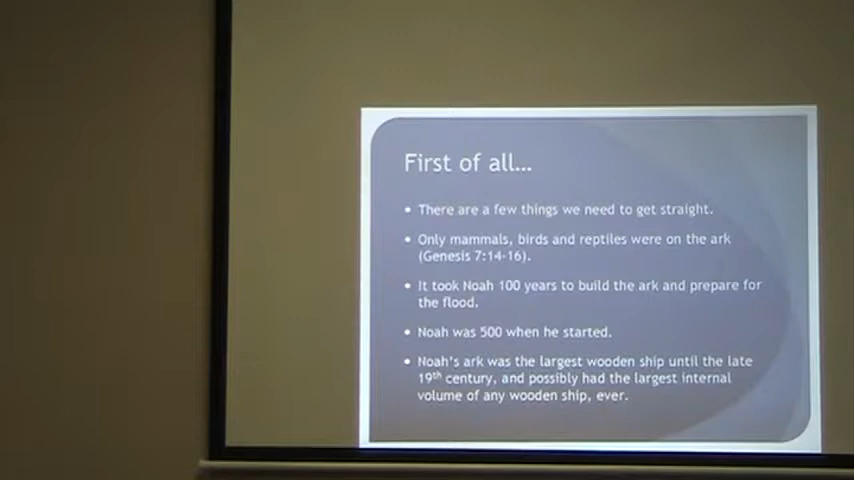 First of all...
• There are a few things we need to get straight.
• Only mammals, birds and reptiles were on the ark
(Genesis 7:14-16).
• It took Noah 100 years to build the ark and prepare for
the flood.
• Noah was 500 when he started.
• Noah's ark was the largest wooden ship until the late
19th century, and possibly had the largest internal
volume of any wooden ship, ever.